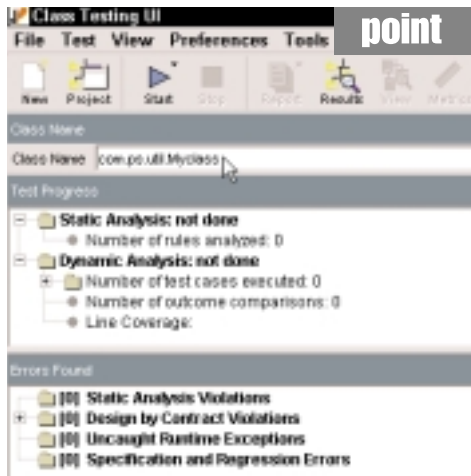 Class Testing UI
point
File Test View Preferences Tools
New Project Start Stop Report Results View Metrics
Class Name
Class Name com.ps.util.Myclass
Test Progress
Static Analysis: not done
Number of rules analyzed: 0
Dynamic Analysis: not done
Number of test cases executed: 0
Number of outcome comparisons: 0
Line Coverage:
Errors Found
[0] Static Analysis Violations
[0] Design by Contract Violations
[0] Uncaught Runtime Exceptions
[0] Specification and Regression Errors